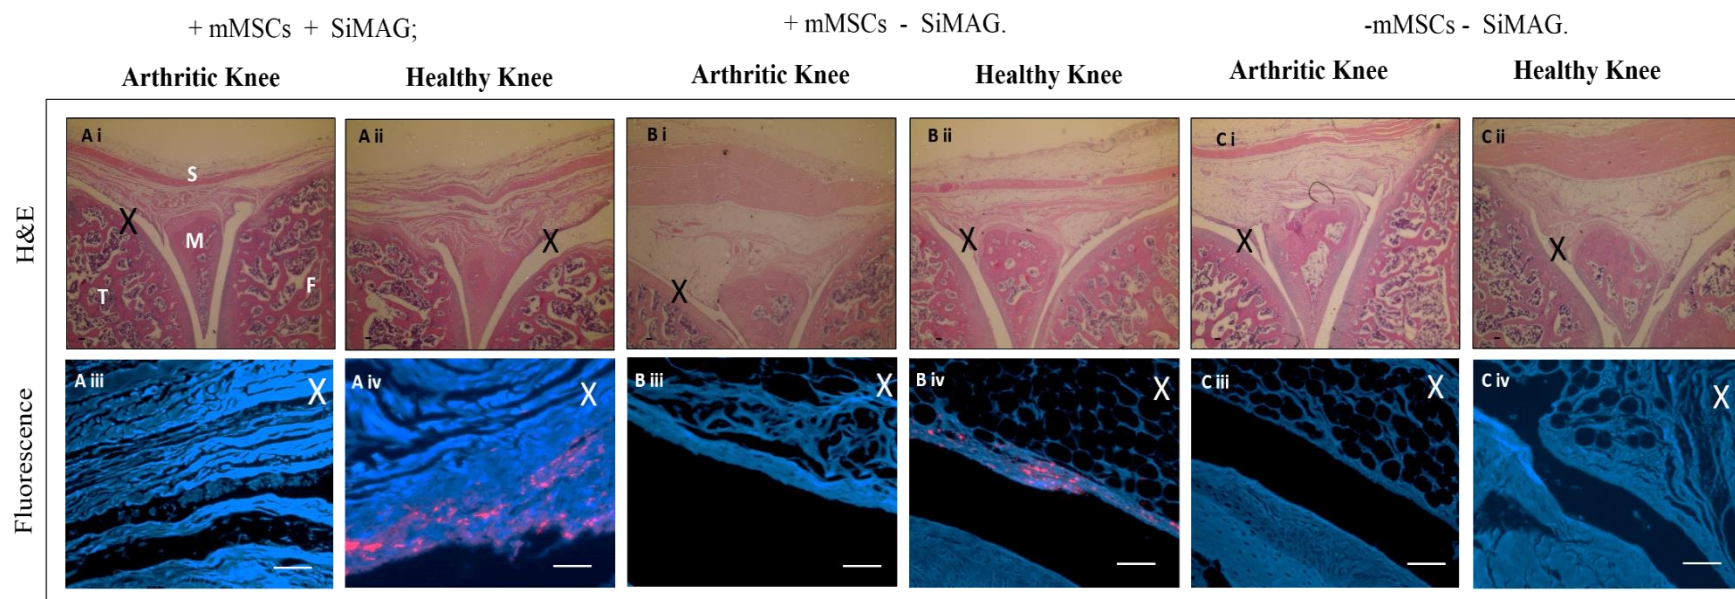 + mMSCs + SiMAG;
+ mMSCs - SiMAG.
-mMSCs - SiMAG.
Arthritic Knee
Healthy Knee
Arthritic Knee
Healthy Knee
Arthritic Knee
Healthy Knee
H&E
A i
S
X
M
T
F
A ii
X
B i
X
B ii
X
C i
X
C ii
X
Fluorescence
A iii
X
A iv
X
B iii
X
B iv
X
C iii
X
C iv
X